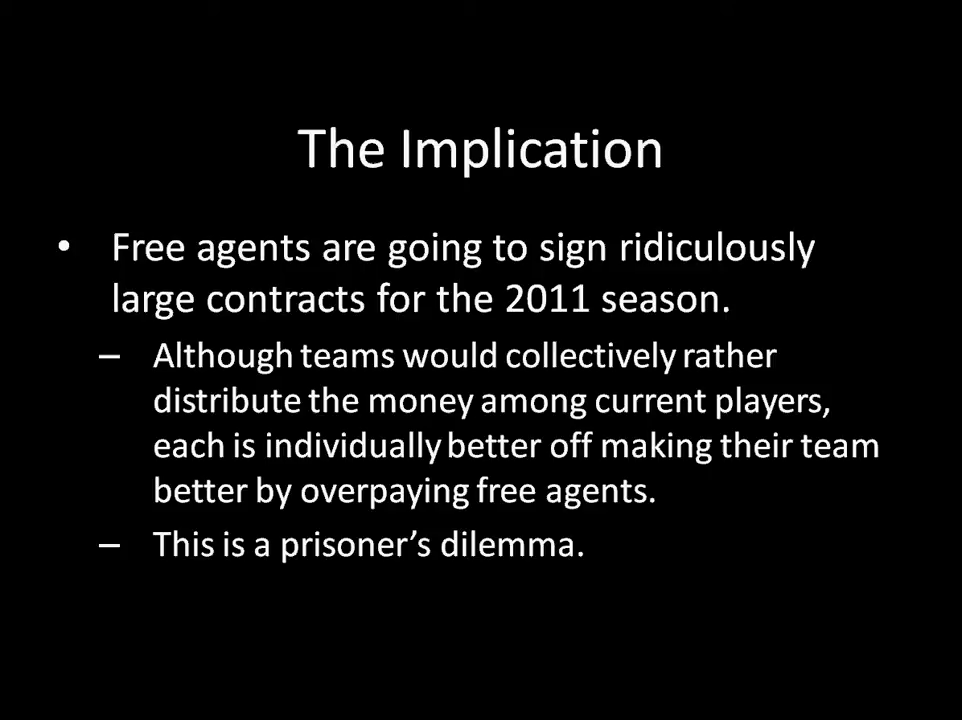 The Implication
• Free agents are going to sign ridiculously
large contracts for the 2011 season.
– Although teams would collectively rather
distribute the money among current players,
each is individually better off making their team
better by overpaying free agents.
– This is a prisoner’s dilemma.